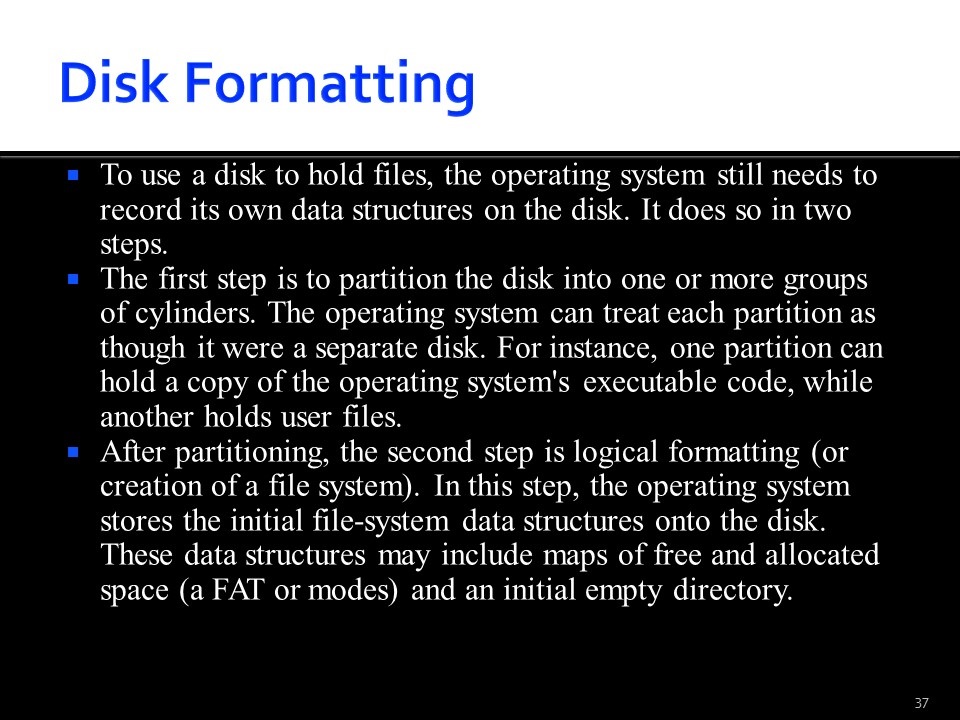 Disk Formatting
To use a disk to hold files, the operating system still needs to
record its own data structures on the disk. It does so in two
steps.
The first step is to partition the disk into one or more groups
of cylinders. The operating system can treat each partition as
though it were a separate disk. For instance, one partition can
hold a copy of the operating system's executable code, while
another holds user files.
After partitioning, the second step is logical formatting (or
creation of a file system). In this step, the operating system
stores the initial file-system data structures onto the disk.
These data structures may include maps of free and allocated
space (a FAT or modes) and an initial empty directory.
37